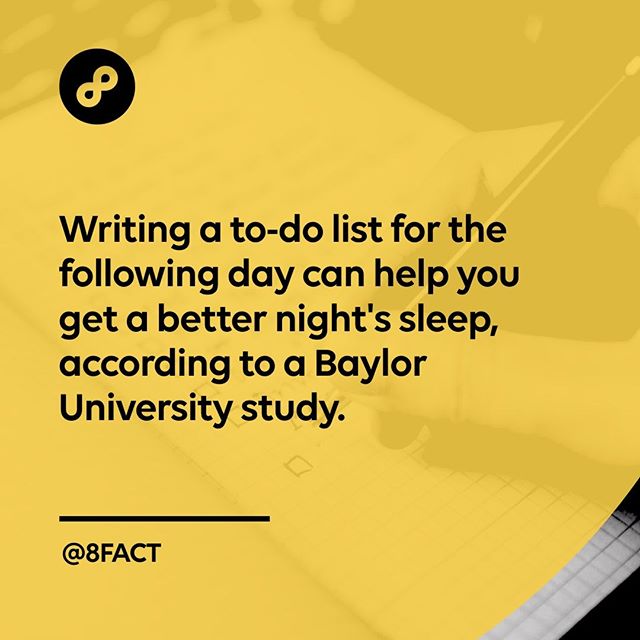 Writing a to-do list for the
following day can help you
get a better night's sleep,
according to a Baylor
University study.
@8FACT